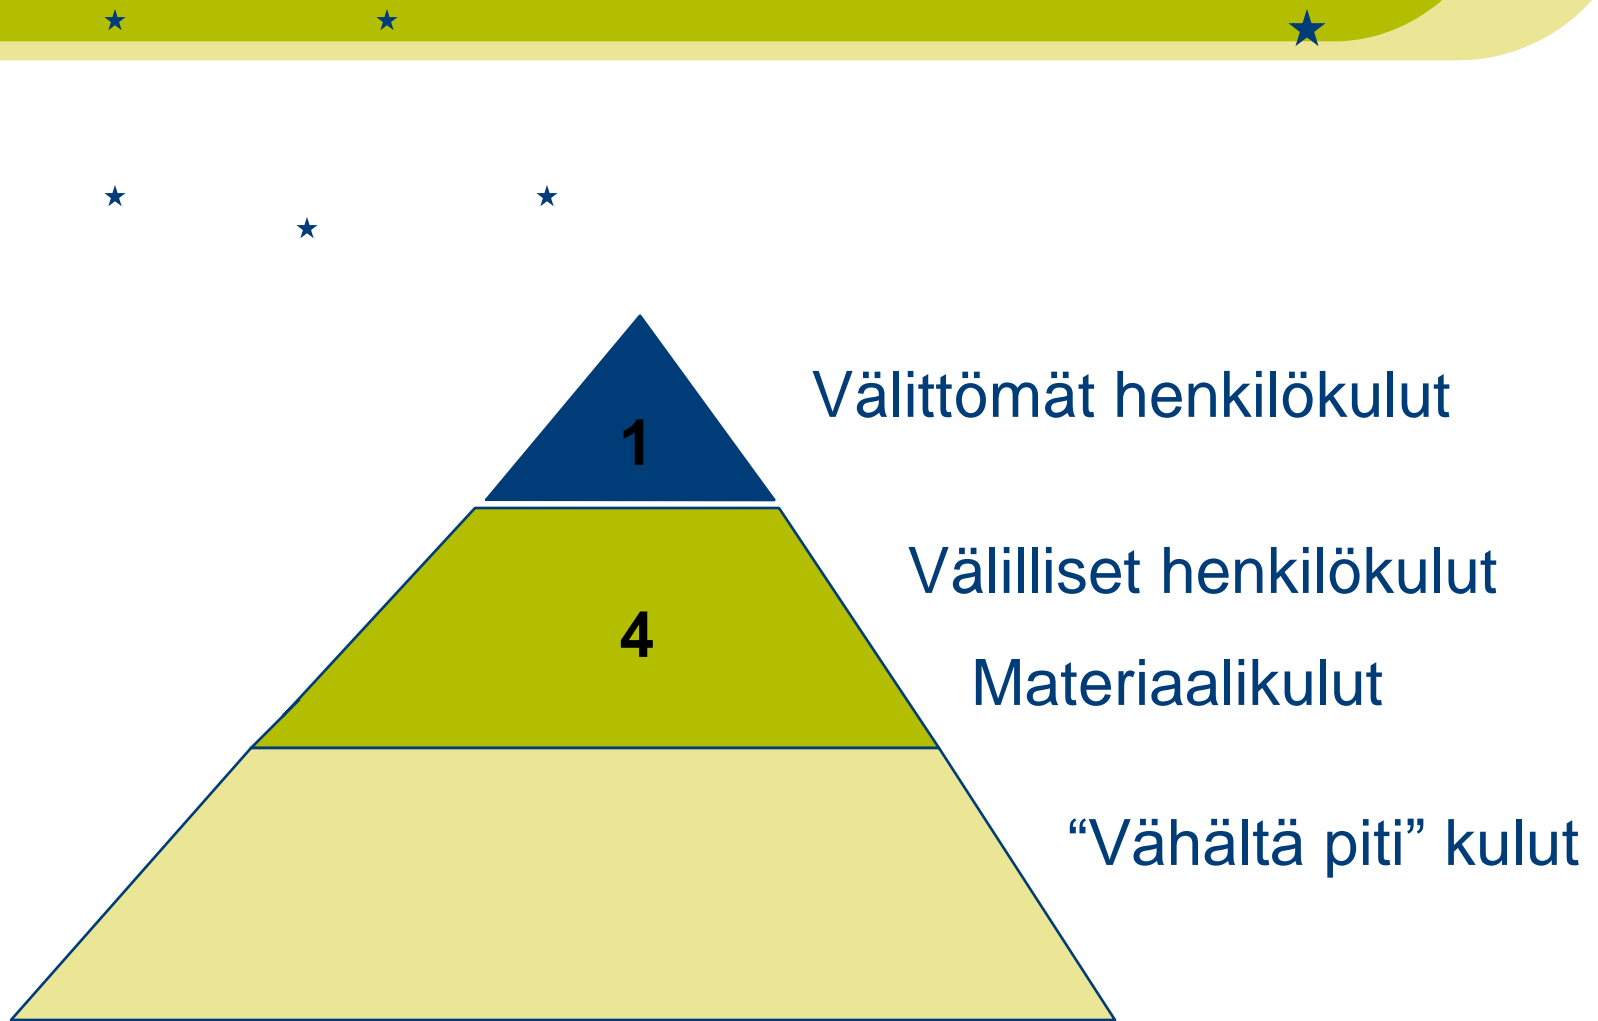 Välittömät henkilökulut
1
Välilliset henkilökulut
4
Materiaalikulut
“Vähältä piti” kulut